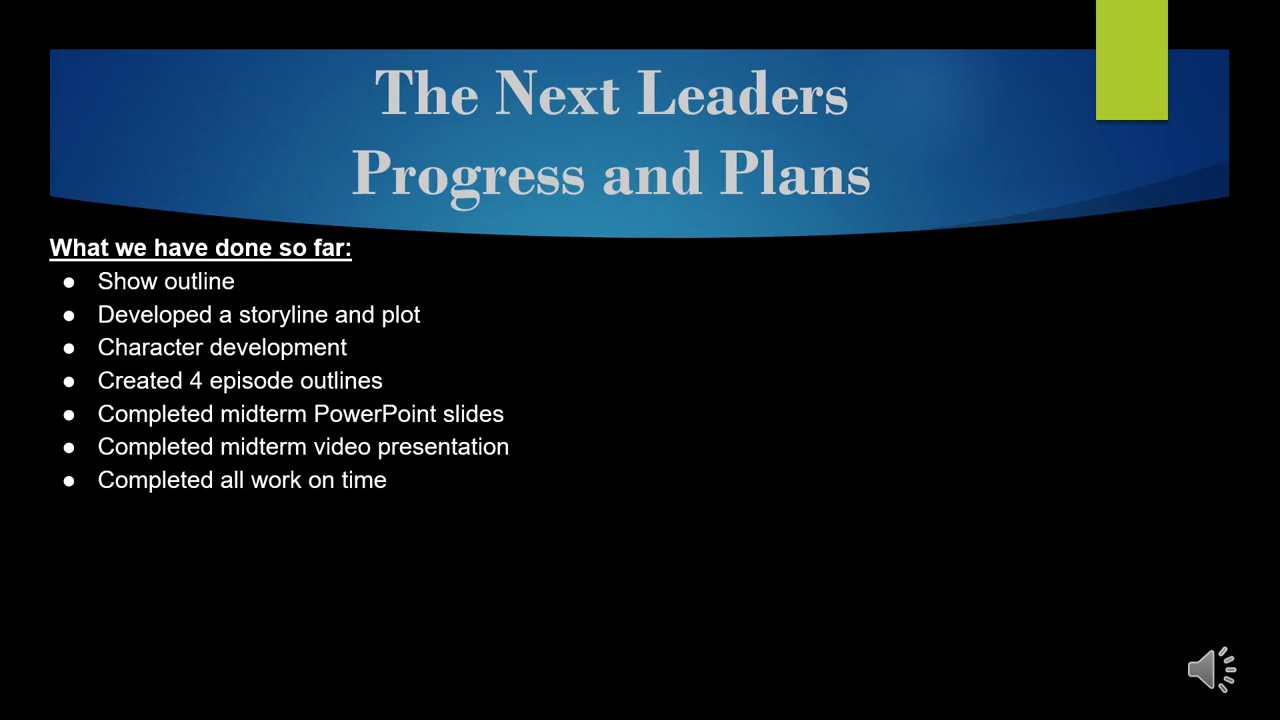 The Next Leaders
Progress and Plans
What we have done so far:
● Show outline
● Developed a storyline and plot
● Character development
● Created 4 episode outlines
● Completed midterm PowerPoint slides
● Completed midterm video presentation
● Completed all work on time